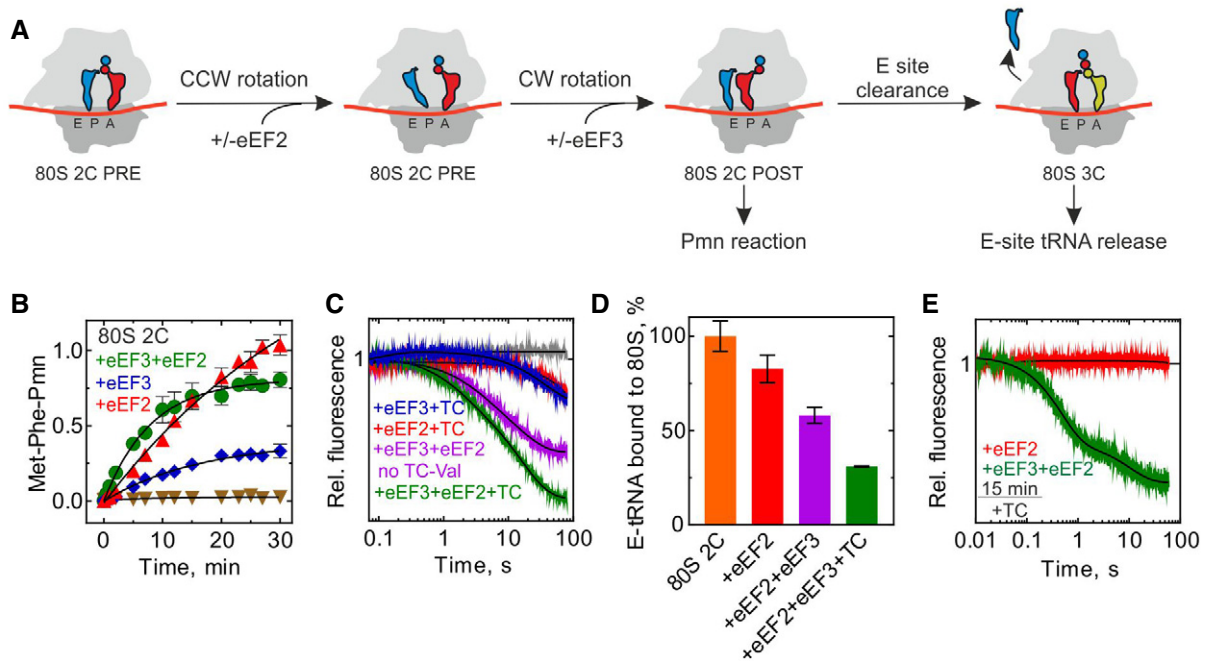 A
CCW rotation
+/-eEF2
CW rotation
+/-eEF3
E site
clearance
E P A
E P A
E P A
E P A
80S 2C PRE
80S 2C PRE
80S 2C POST
80S 3C
Pmn reaction
E-site tRNA release
B
80S 2C
+eEF3+eEF2
+eEF3
+eEF2
Met-Phe-Pmn
1.0
0.5
0.0
0 10 20 30
Time, min
C
Rel. fluorescence
1
+eEF3+TC
+eEF2+TC
+eEF3+eEF2
no TC-Val
+eEF3+eEF2+TC
0.1 1 10 100
Time, s
D
E-tRNA bound to 80S, %
100
50
0
80S 2C
+eEF2
+eEF2+eEF3
+eEF2+eEF3+TC
E
Rel. fluorescence
1
+eEF2
+eEF3+eEF2
15 min
+TC
0.01 0.1 1 10 100
Time, s